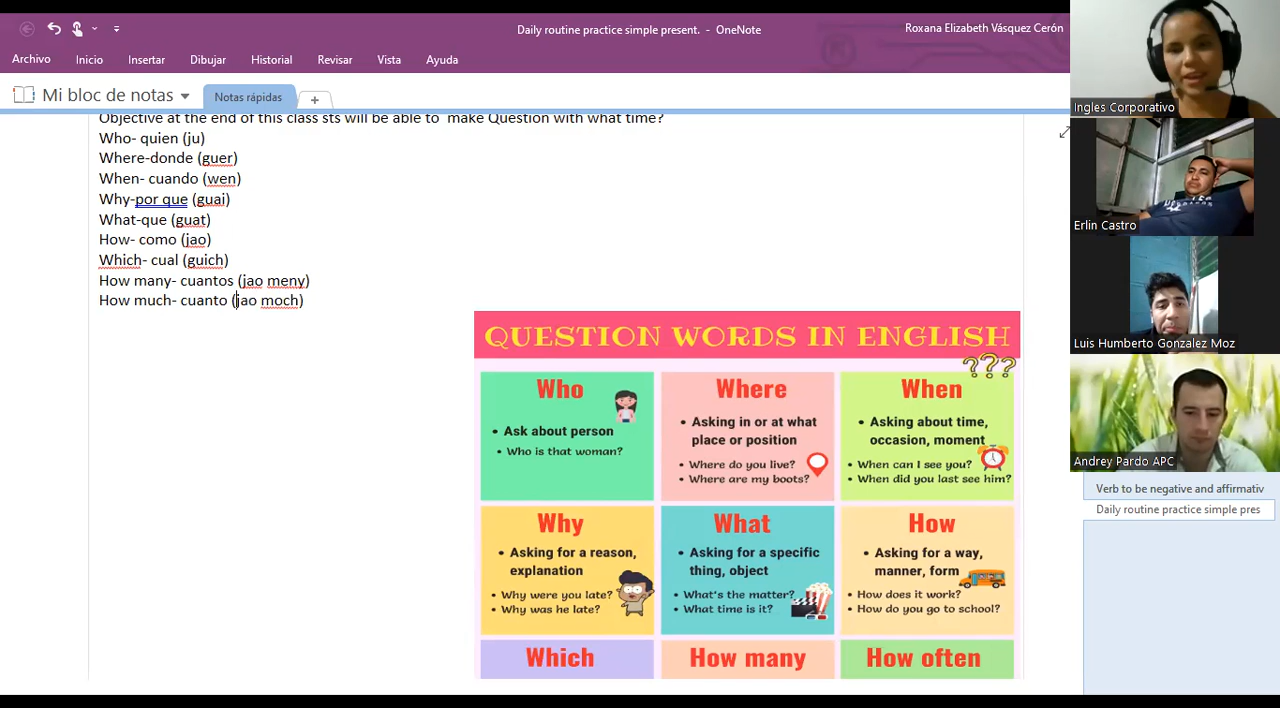 Daily routine practice simple present. - OneNote
Roxana Elizabeth Vásquez Cerón
Archivo Inicio Insertar Dibujar Historial Revisar Vista Ayuda
Mi bloc de notas
Notas rápidas
+
Objective at the end of this class sts will be able to make Question with what time?
Who- quien (ju)
Where-donde (guer)
When- cuando (wen)
Why-por que (guai)
What-que (guat)
How- como (jao)
Which- cual (guich)
How many- cuantos (jao meny)
How much- cuanto (jao moch)
QUESTION WORDS IN ENGLISH
???
Who
• Ask about person
• Who is that woman?
Where
• Asking in or at what
place or position
• Where do you live?
• Where are my boots?
When
• Asking about time,
occasion, moment
• When can I see you?
• When did you last see him?
Why
• Asking for a reason,
explanation
• Why were you late?
• Why was he late?
What
• Asking for a specific
thing, object
• What's the matter?
• What time is it?
How
• Asking for a way,
manner, form
• How does it work?
• How do you go to school?
Which
How many
How often
Ingles Corporativo
Erlin Castro
Luis Humberto Gonzalez Moz
Andrey Pardo APC
Verb to be negative and affirmativ
Daily routine practice simple pres